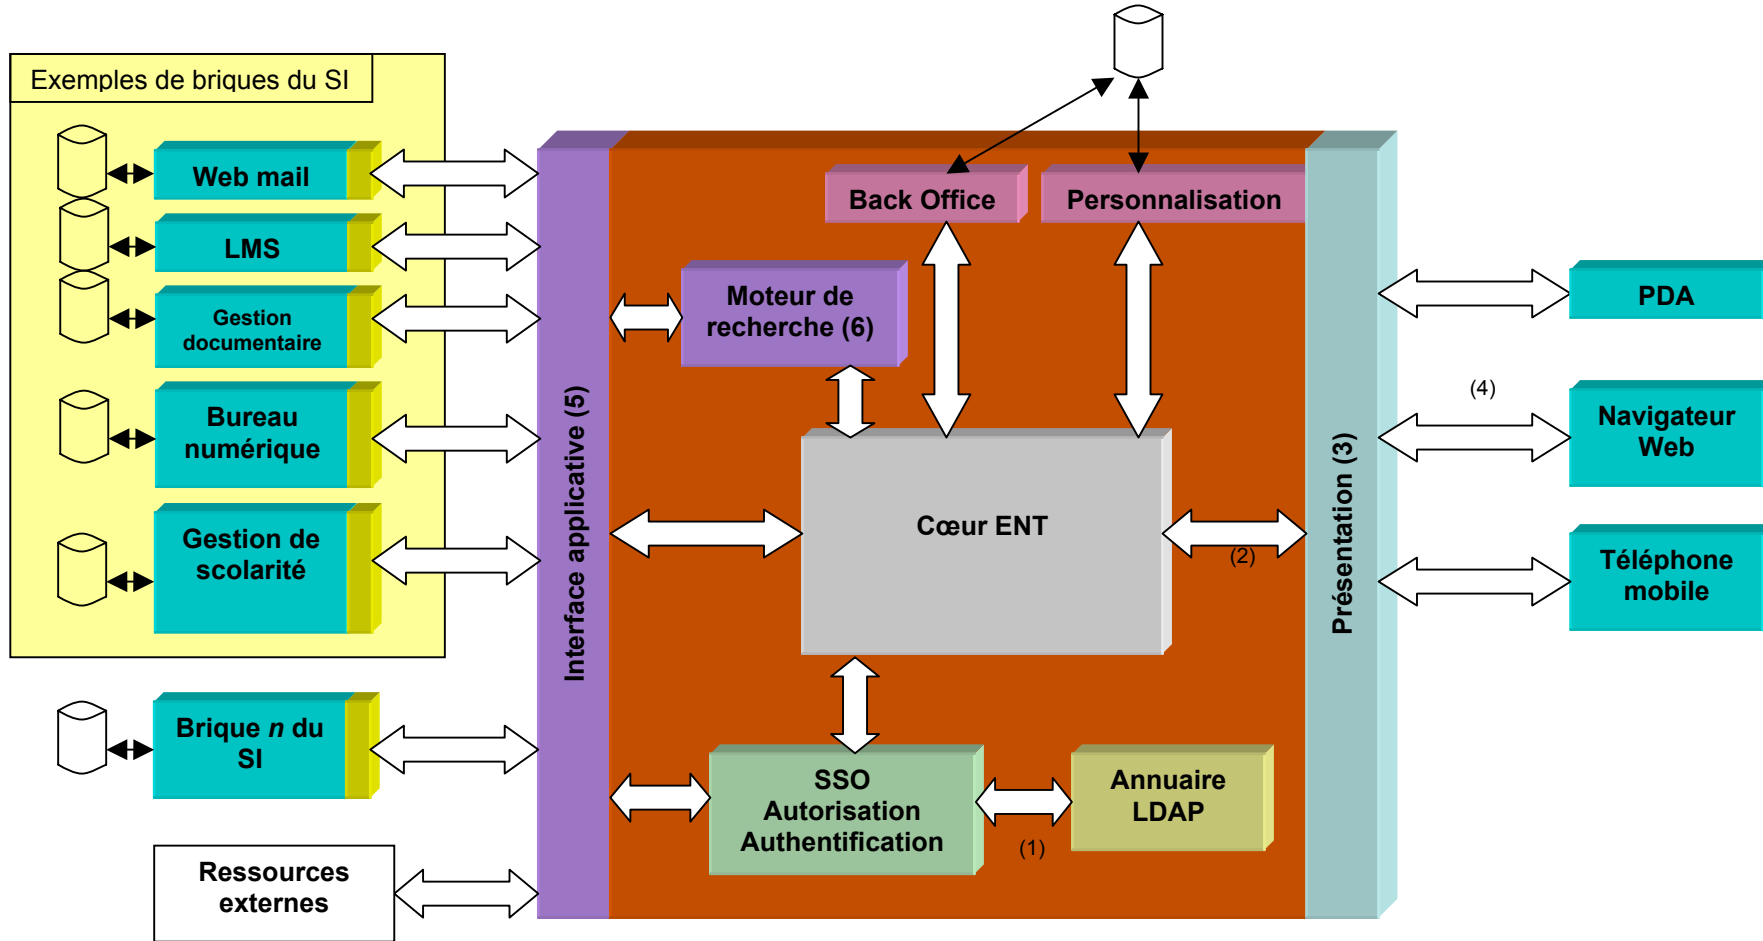 Exemples de briques du SI
Web mail
LMS
Gestion
documentaire
Bureau
numérique
Gestion de
scolarité
Brique n du
SI
Ressources
externes
Interface applicative (5)
Back Office
Personnalisation
Moteur de
recherche (6)
Cœur ENT
(2)
SSO
Autorisation
Authentification
(1)
Annuaire
LDAP
Présentation (3)
PDA
(4)
Navigateur
Web
Téléphone
mobile